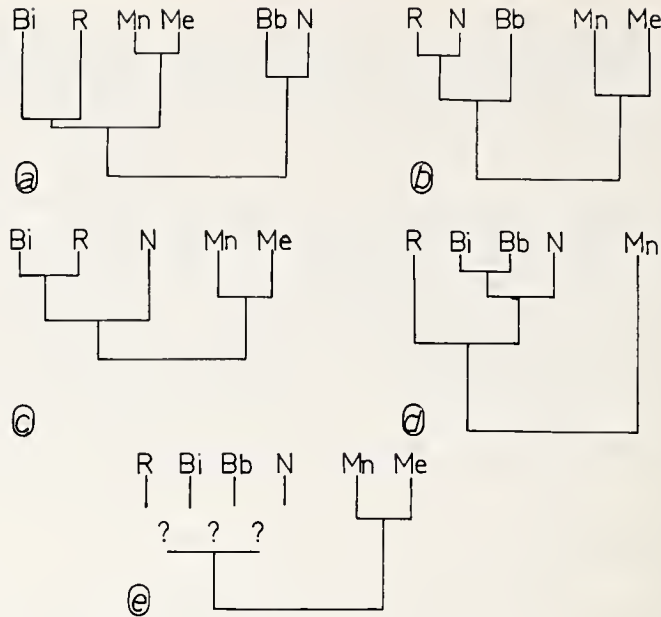 Bi R Mn Me Bb N
R N Bb Mn Me
a
b
Bi R N Mn Me
R Bi Bb N Mn
c
d
R Bi Bb N Mn Me
? ? ?
e